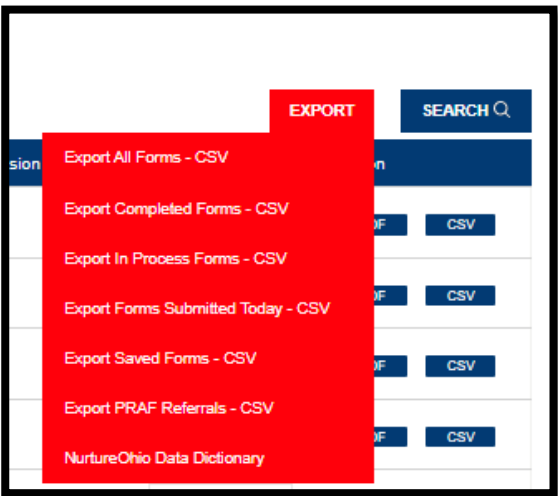 EXPORT
SEARCH
sion
Export All Forms - CSV
on
Export Completed Forms - CSV
DF
CSV
Export In Process Forms - CSV
Export Forms Submitted Today - CSV
DF
CSV
Export Saved Forms - CSV
DF
CSV
Export PRAF Referrals - CSV
DF
CSV
NurtureOhio Data Dictionary